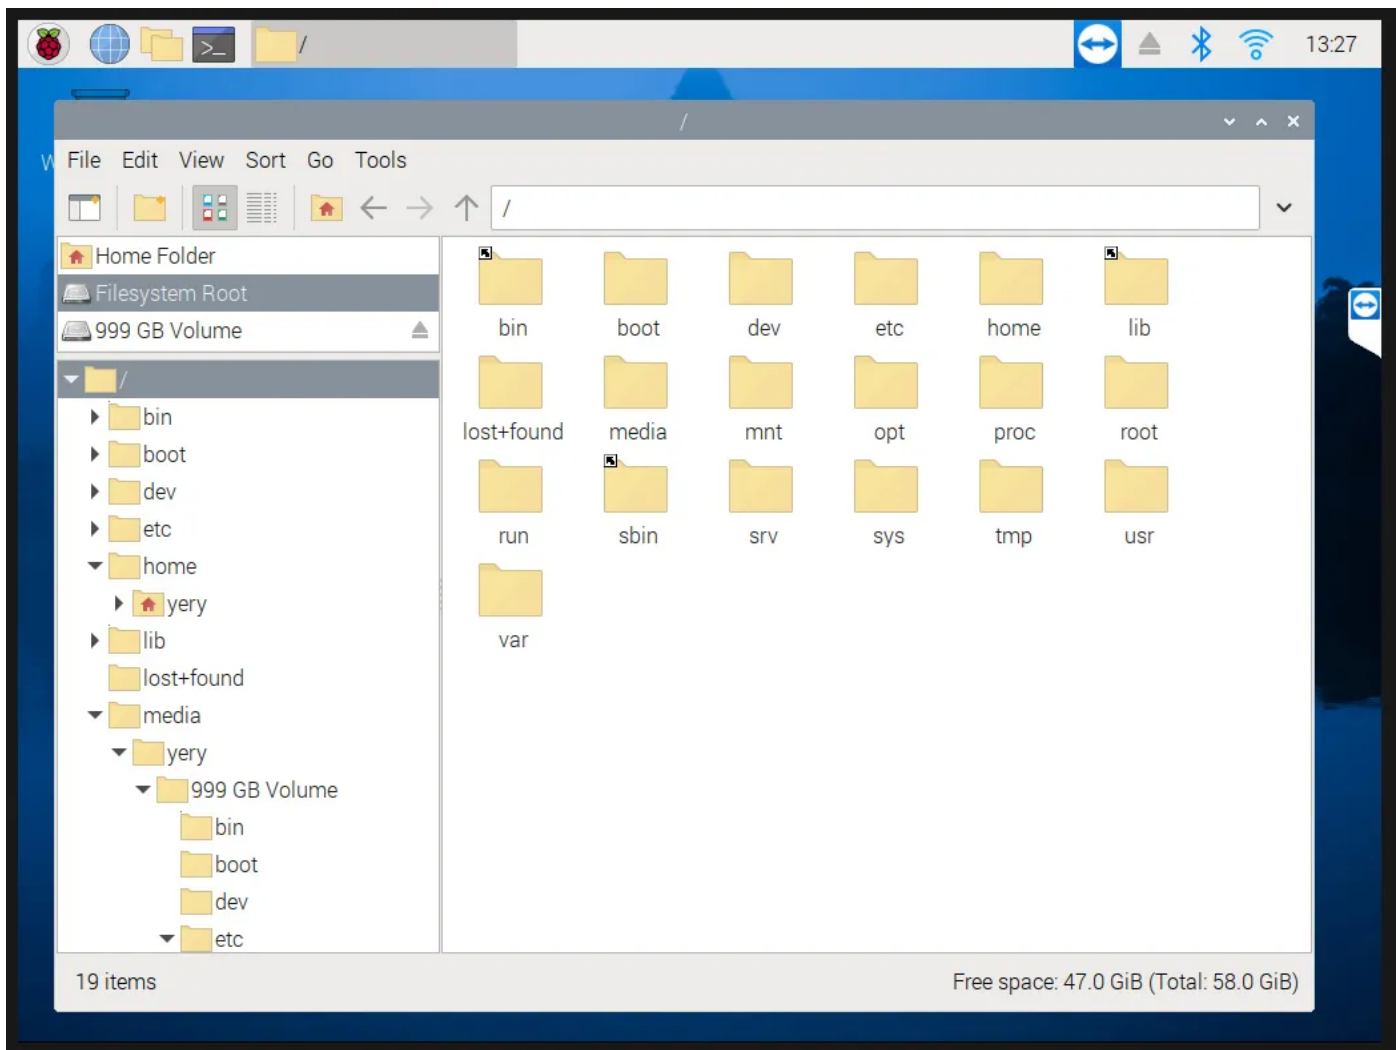 /
13:27
/
W
File Edit View Sort Go Tools
/
Home Folder
Filesystem Root
999 GB Volume
/
bin
boot
dev
etc
home
yery
lib
lost+found
media
yery
999 GB Volume
bin
boot
dev
etc
bin boot dev etc home lib
lost+found media mnt opt proc root
run sbin srv sys tmp usr
var
19 items
Free space: 47.0 GiB (Total: 58.0 GiB)